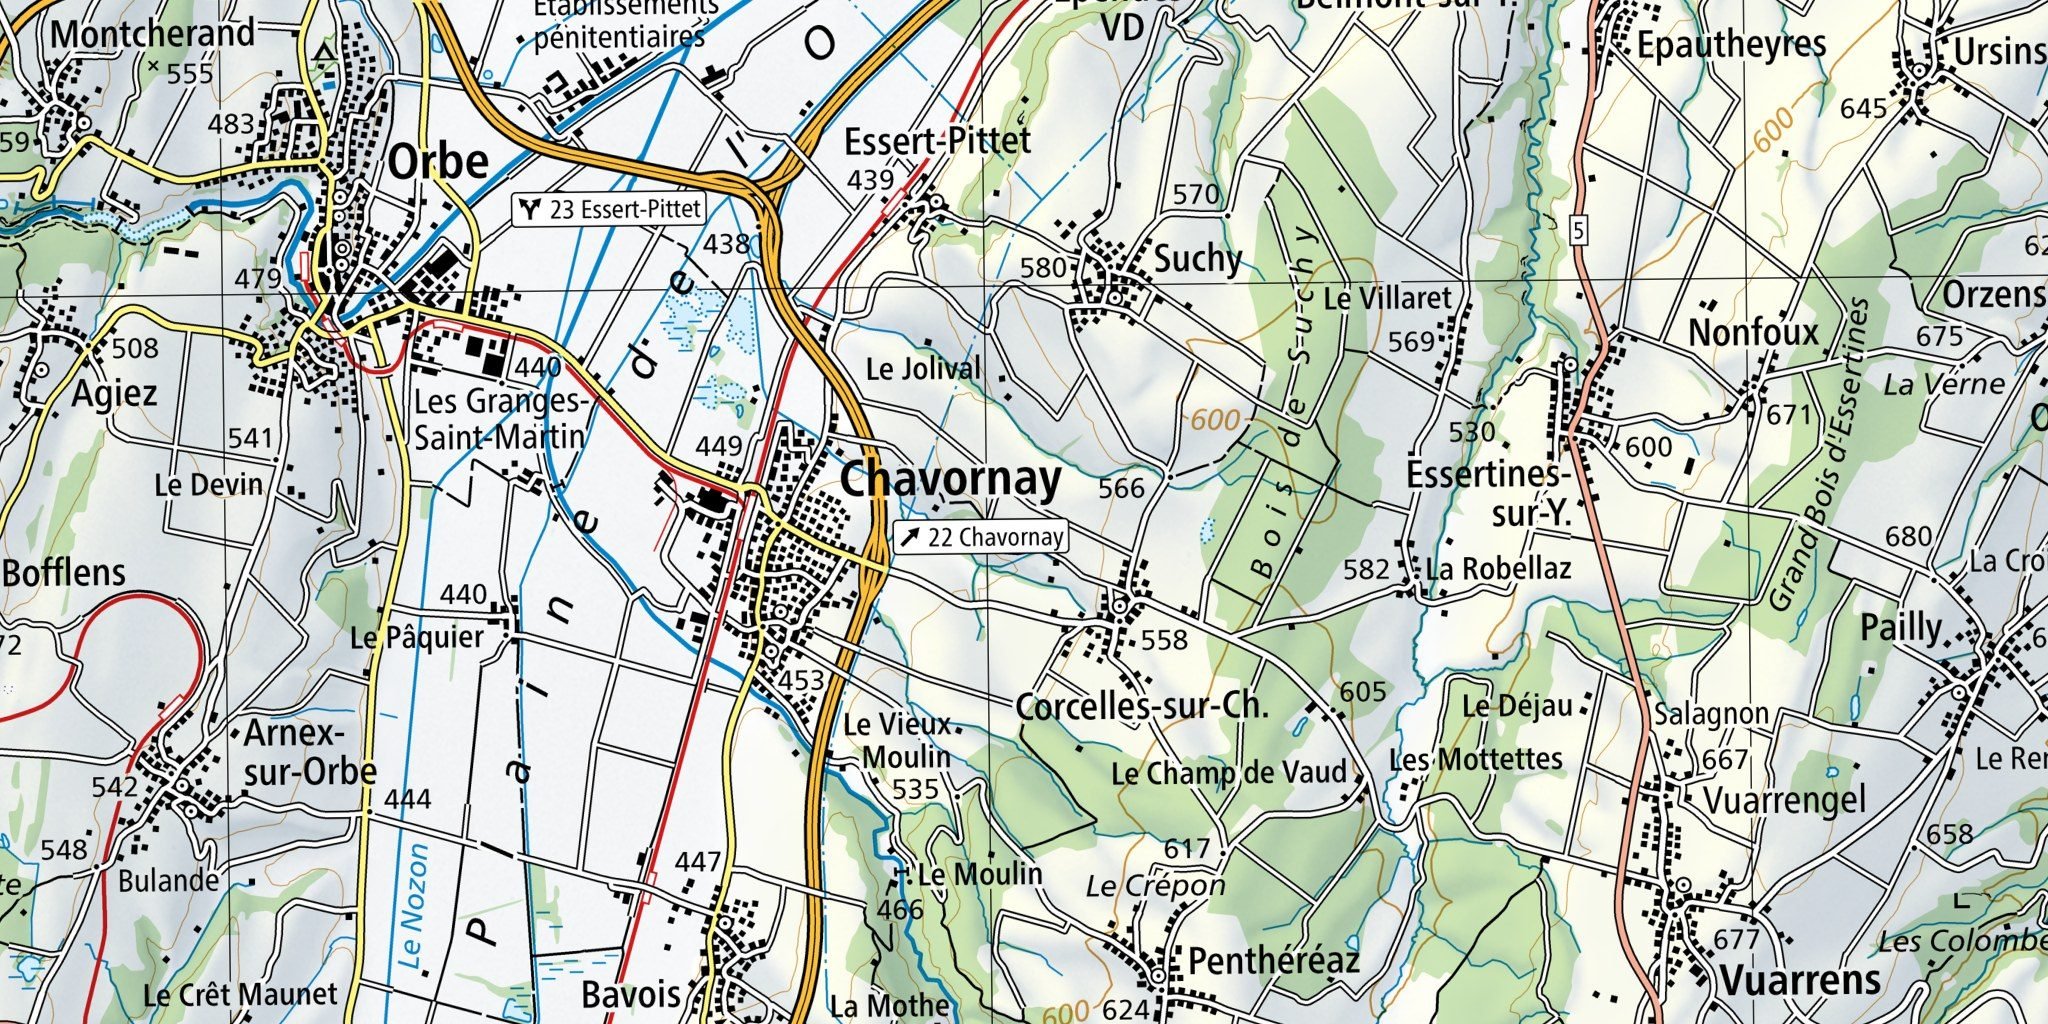 Etablissements
pénitentiaires
VD
Montcherand
555
Epautheyres
Ursins
645
600
59
483
Orbe
Essert-Pittet
439
23 Essert-Pittet
438
570
5
Suchy
580
479
Le Villaret
569
Orzens
Nonfoux
675
La Verne
671
508
Agiez
440
Les Granges-
Saint-Martin
Le Jolival
600
530
600
541
449
Le Devin
Chavornay
566
Essertines-
sur-Y.
22 Chavornay
Bois de Suchy
Grand Bois d'Essertines
680
Bofflens
582
La Robellaz
440
Le Pâquier
558
Pailly
72
453
605
Corcelles-sur-Ch.
Le Déjau
Salagnon
Le Vieux
Moulin
535
Arnex-
sur-Orbe
542
444
Le Champ de Vaud
Les Mottettes
667
Vuarrengel
Plaine de l'O
548
Bulande
447
617
658
Le Moulin
Le Crépon
466
Le Nozon
677
Les Colombe
Penthéréaz
Vuarrens
Le Crêt Maunet
Bavois
La Mothe
600
624